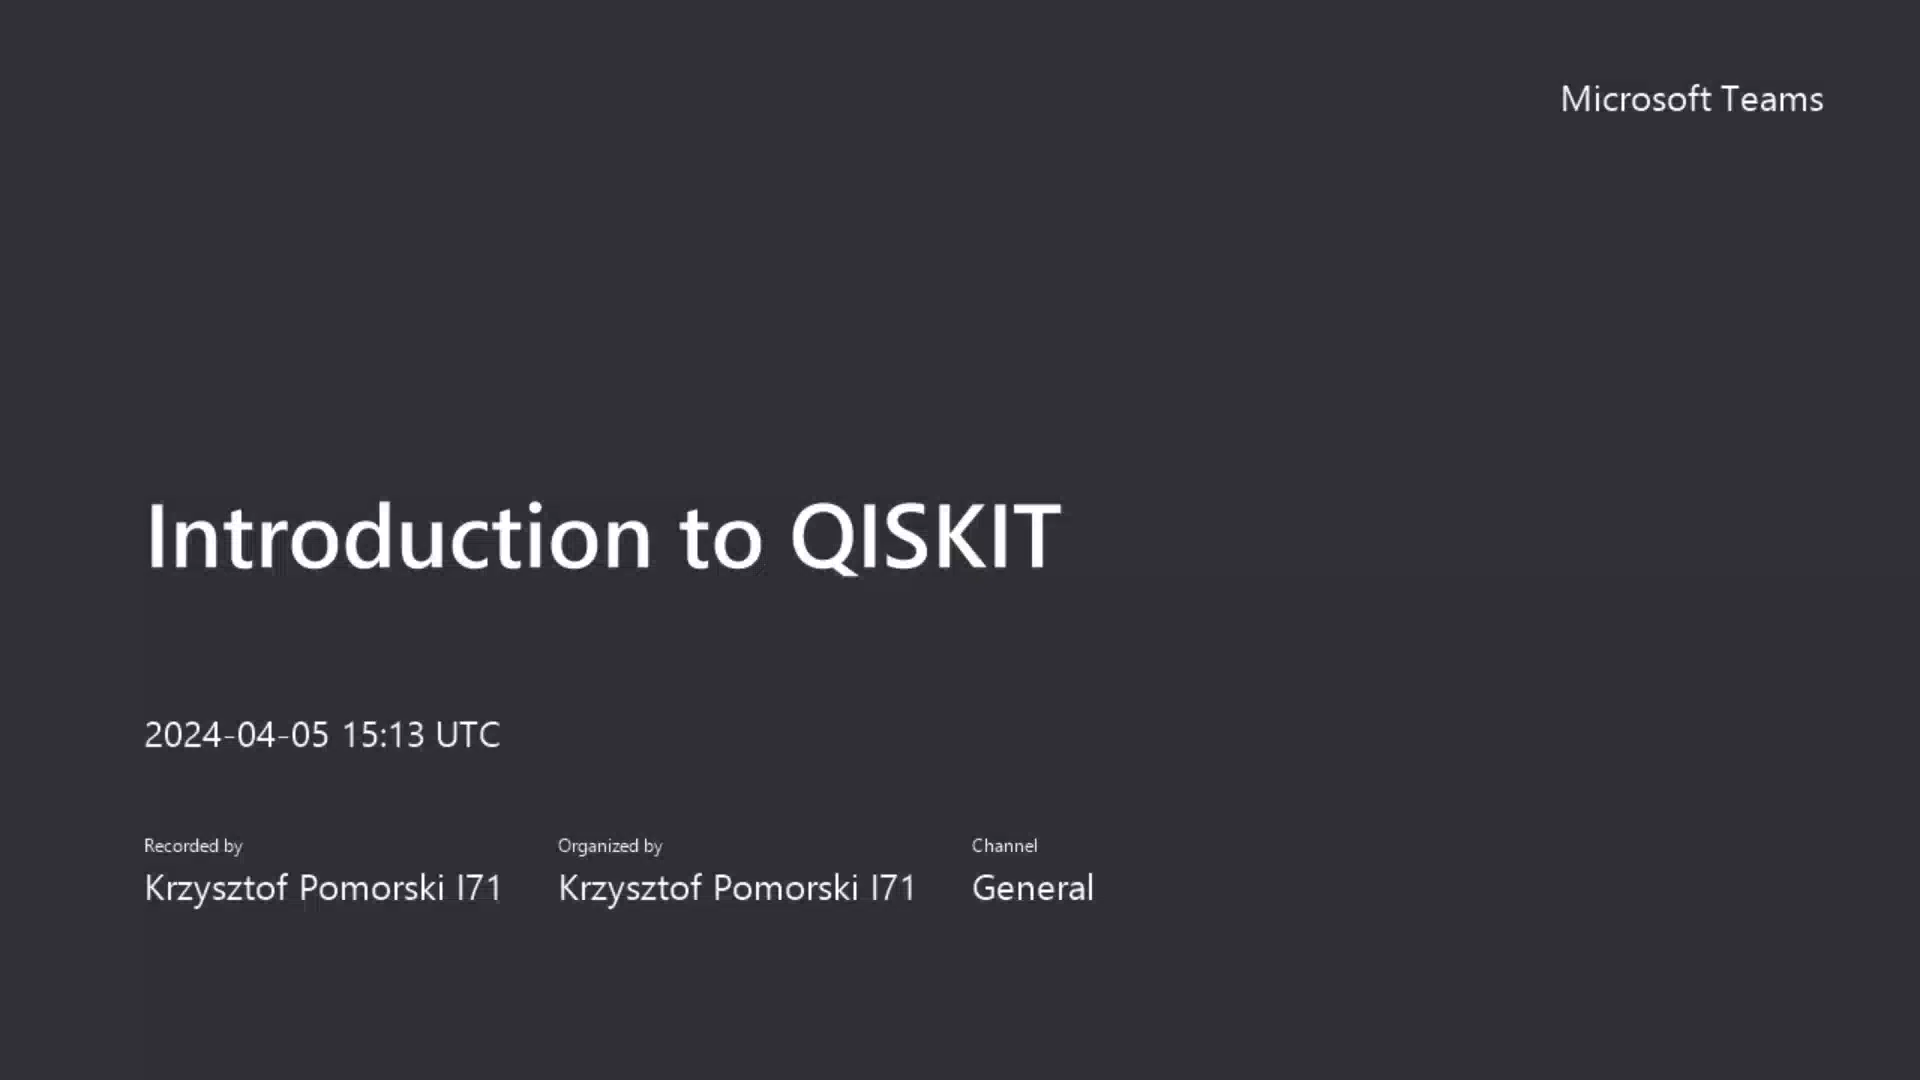 Microsoft Teams
Introduction to QISKIT
2024-04-05 15:13 UTC
Recorded by
Krzysztof Pomorski I71
Organized by
Krzysztof Pomorski I71
Channel
General